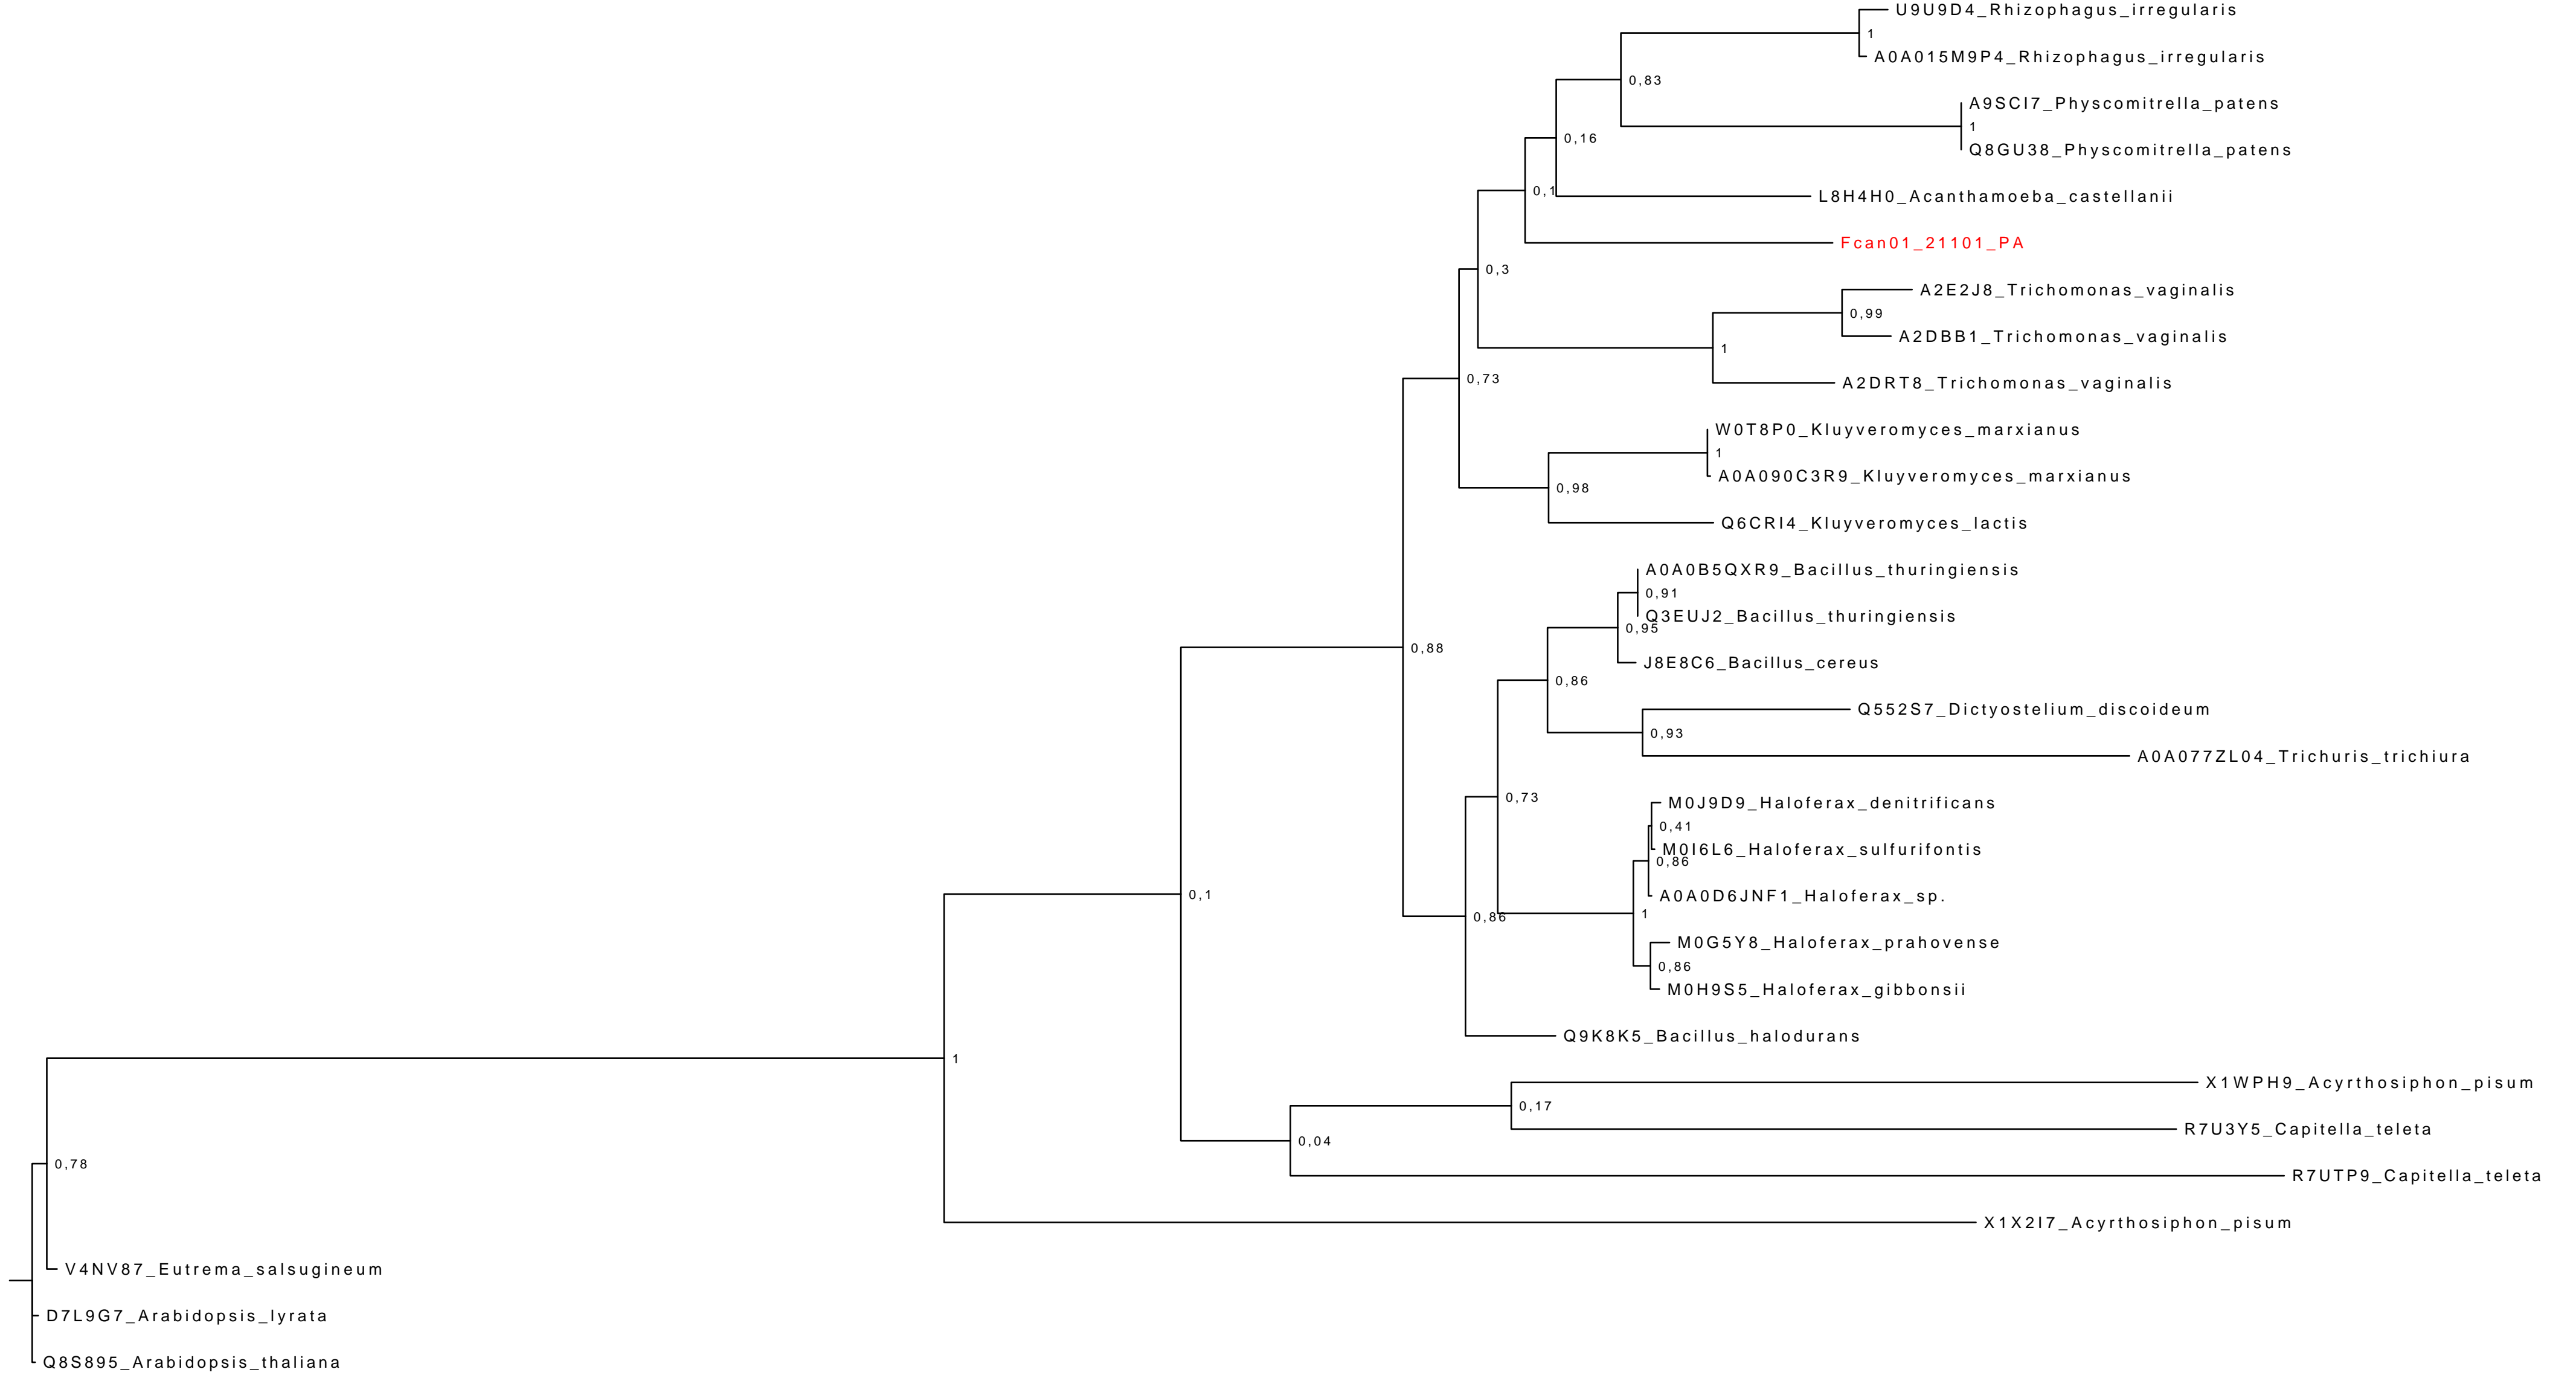 U9U9D4_Rhizophagus_irregularis
1
A0A015M9P4_Rhizophagus_irregularis
0,83
A9SCI7_Physcomitrella_patens
1
0,16
Q8GU38_Physcomitrella_patens
0,1
L8H4H0_Acanthamoeba_castellanii
Fcan01_21101_PA
0,3
A2E2J8_Trichomonas_vaginalis
0,99
A2DBB1_Trichomonas_vaginalis
1
0,73
A2DRT8_Trichomonas_vaginalis
W0T8P0_Kluyveromyces_marxianus
1
A0A090C3R9_Kluyveromyces_marxianus
0,98
Q6CRI4_Kluyveromyces_lactis
A0A0B5QXR9_Bacillus_thuringiensis
0,91
Q3EUJ2_Bacillus_thuringiensis
0,95
0,88
J8E8C6_Bacillus_cereus
0,86
Q552S7_Dictyostelium_discoideum
0,93
A0A077ZL04_Trichuris_trichiura
0,73
M0J9D9_Haloferax_denitrificans
0,41
M0I6L6_Haloferax_sulfurifontis
0,86
0,1
A0A0D6JNF1_Haloferax_sp.
1
0,86
M0G5Y8_Haloferax_prahovense
0,86
M0H9S5_Haloferax_gibbonsii
Q9K8K5_Bacillus_halodurans
1
X1WPH9_Acyrthosiphon_pisum
0,17
R7U3Y5_Capitella_teleta
0,04
0,78
R7UTP9_Capitella_teleta
X1X2I7_Acyrthosiphon_pisum
V4NV87_Eutrema_salsugineum
D7L9G7_Arabidopsis_lyrata
Q8S895_Arabidopsis_thaliana